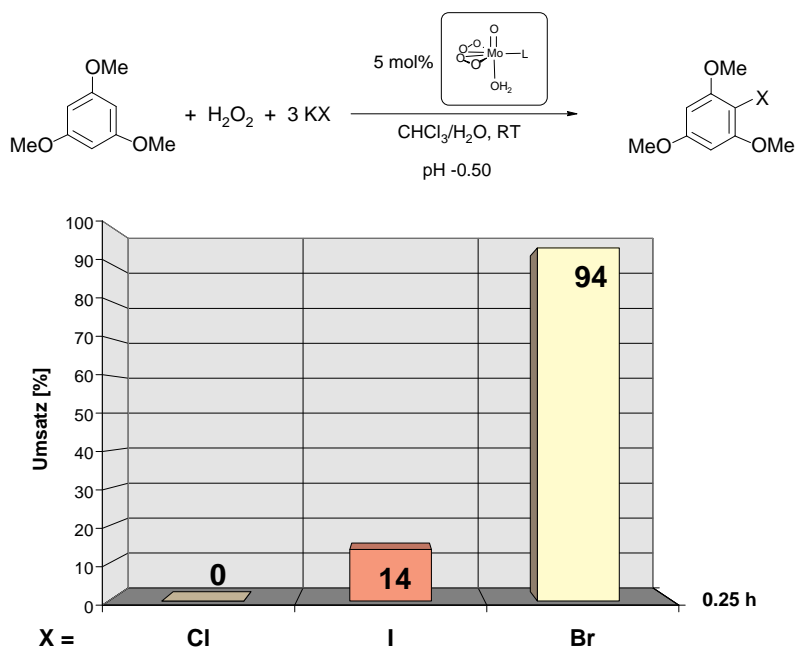 OMe
MeO
OMe
+ H2O2 + 3 KX
5 mol%
O
O
O
O
O
Mo
L
OH2
CHCl3/H2O, RT
pH -0.50
OMe
X
MeO
OMe
Umsatz [%]
100
90
80
70
60
50
40
30
20
10
0
0
14
94
0.25 h
X = Cl I Br